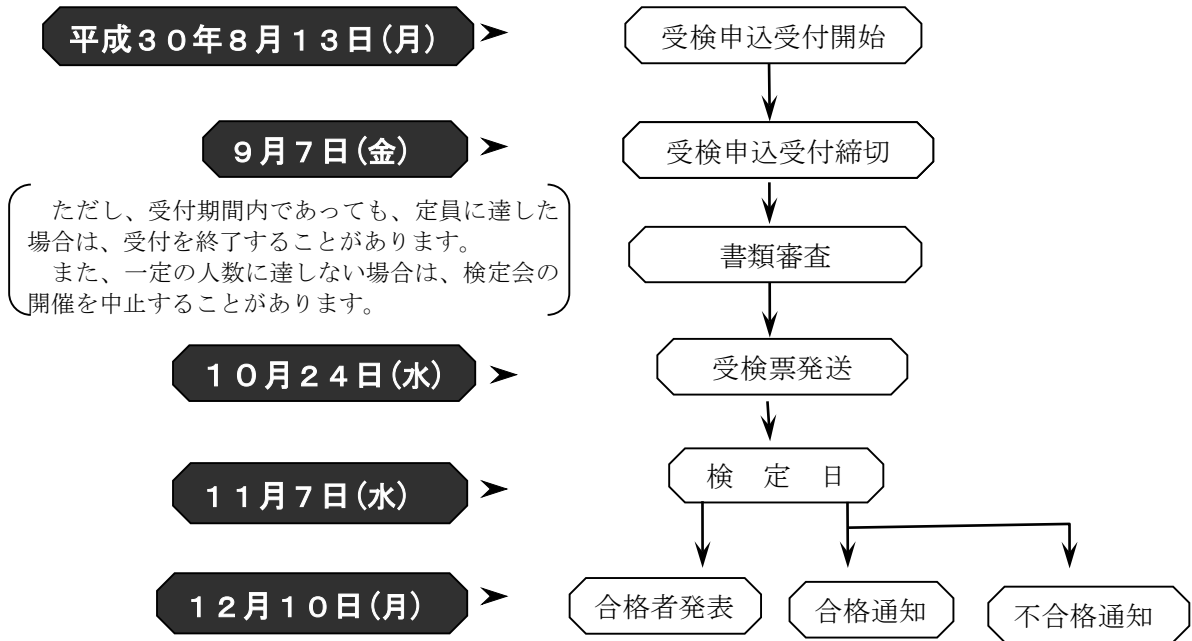 平成３０年８月１３日(月)
受検申込受付開始
９月７日(金)
受検申込受付締切
ただし、受付期間内であっても、定員に達した
場合は、受付を終了することがあります。
また、一定の人数に達しない場合は、検定会の
開催を中止することがあります。
書類審査
１０月２４日(水)
受検票発送
１１月７日(水)
検　定　日
１２月１０日(月)
合格者発表
合格通知
不合格通知